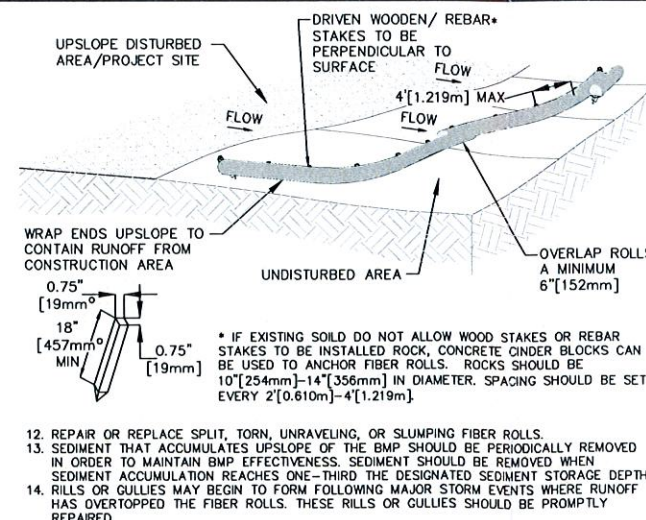 DRIVEN WOODEN/ REBAR*
STAKES TO BE
PERPENDICULAR TO
SURFACE
UPSLOPE DISTURBED
AREA/PROJECT SITE
FLOW
4'[1.219m] MAX
FLOW
FLOW
WRAP ENDS UPSLOPE TO
CONTAIN RUNOFF FROM
CONSTRUCTION AREA
UNDISTURBED AREA
OVERLAP ROLLS
A MINIMUM
6"[152mm]
0.75"
[19mm°
18"
[457mm°
MIN
0.75"
[19mm]
* IF EXISTING SOILD DO NOT ALLOW WOOD STAKES OR REBAR
STAKES TO BE INSTALLED ROCK, CONCRETE CINDER BLOCKS CAN
BE USED TO ANCHOR FIBER ROLLS. ROCKS SHOULD BE
10"[254mm]-14"[356mm] IN DIAMETER. SPACING SHOULD BE SET
EVERY 2'[0.610m]-4'[1.219m].
12. REPAIR OR REPLACE SPLIT, TORN, UNRAVELING, OR SLUMPING FIBER ROLLS.
13. SEDIMENT THAT ACCUMULATES UPSLOPE OF THE BMP SHOULD BE PERIODICALLY REMOVED
IN ORDER TO MAINTAIN BMP EFFECTIVENESS. SEDIMENT SHOULD BE REMOVED WHEN
SEDIMENT ACCUMULATION REACHES ONE-THIRD THE DESIGNATED SEDIMENT STORAGE DEPTH
14. RILLS OR GULLIES MAY BEGIN TO FORM FOLLOWING MAJOR STORM EVENTS WHERE RUNOFF
HAS OVERTOPPED THE FIBER ROLLS. THESE RILLS OR GULLIES SHOULD BE PROMPTLY
REPAIRED